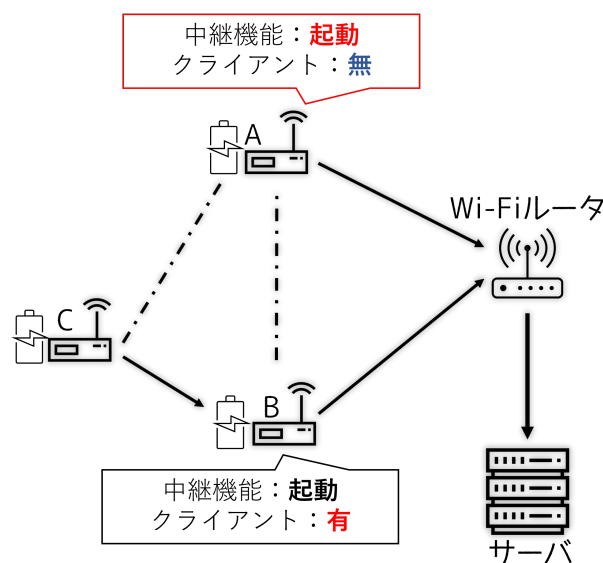 中継機能：起動
クライアント：無
A
Wi-Fiルータ
C
B
中継機能：起動
クライアント：有
サーバ